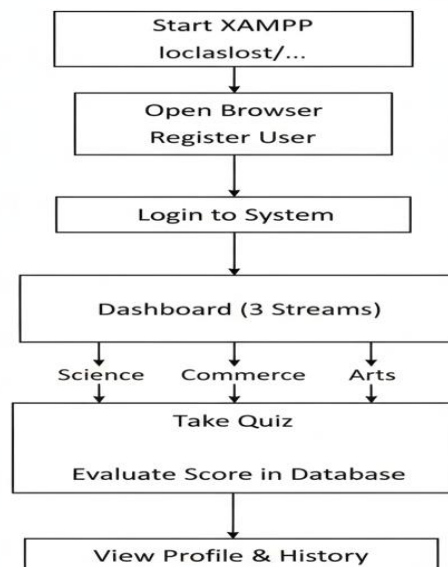 Start XAMPP
loclaslost/...
Open Browser
Register User
Login to System
Dashboard (3 Streams)
Science Commerce Arts
Take Quiz
Evaluate Score in Database
View Profile & History